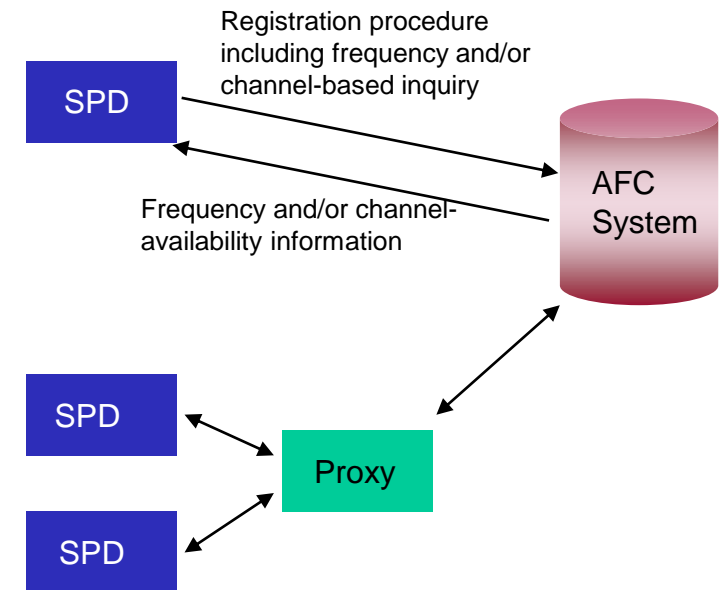 Registration procedure
including frequency and/or
channel-based inquiry
SPD
AFC
System
Frequency and/or channel-
availability information
SPD
Proxy
SPD